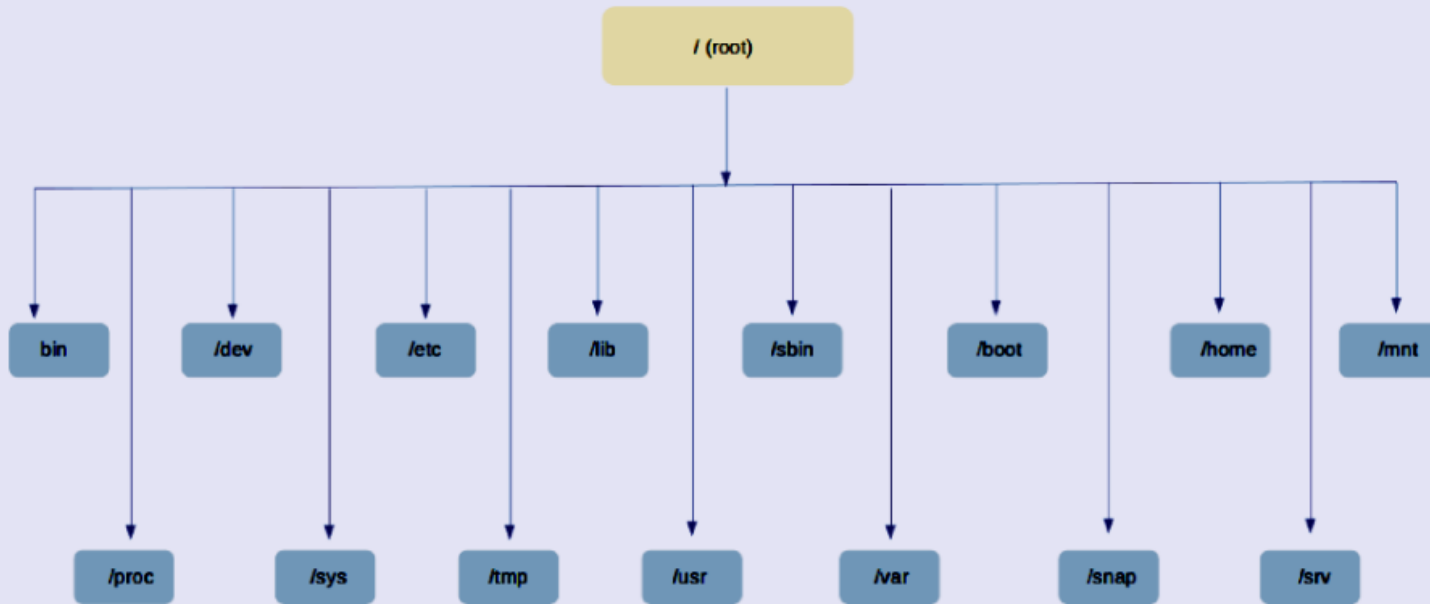 / (root)
bin
/dev
/etc
/lib
/sbin
/boot
/home
/mnt
/proc
/sys
/tmp
/usr
/var
/snap
/srv